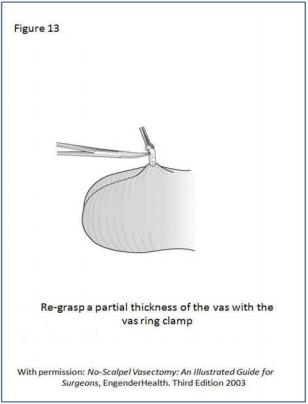 Figure 13
Re-grasp a partial thickness of the vas with the
vas ring clamp
With permission: No-Scalpel Vasectomy: An Illustrated Guide for
Surgeons, EngenderHealth. Third Edition 2003